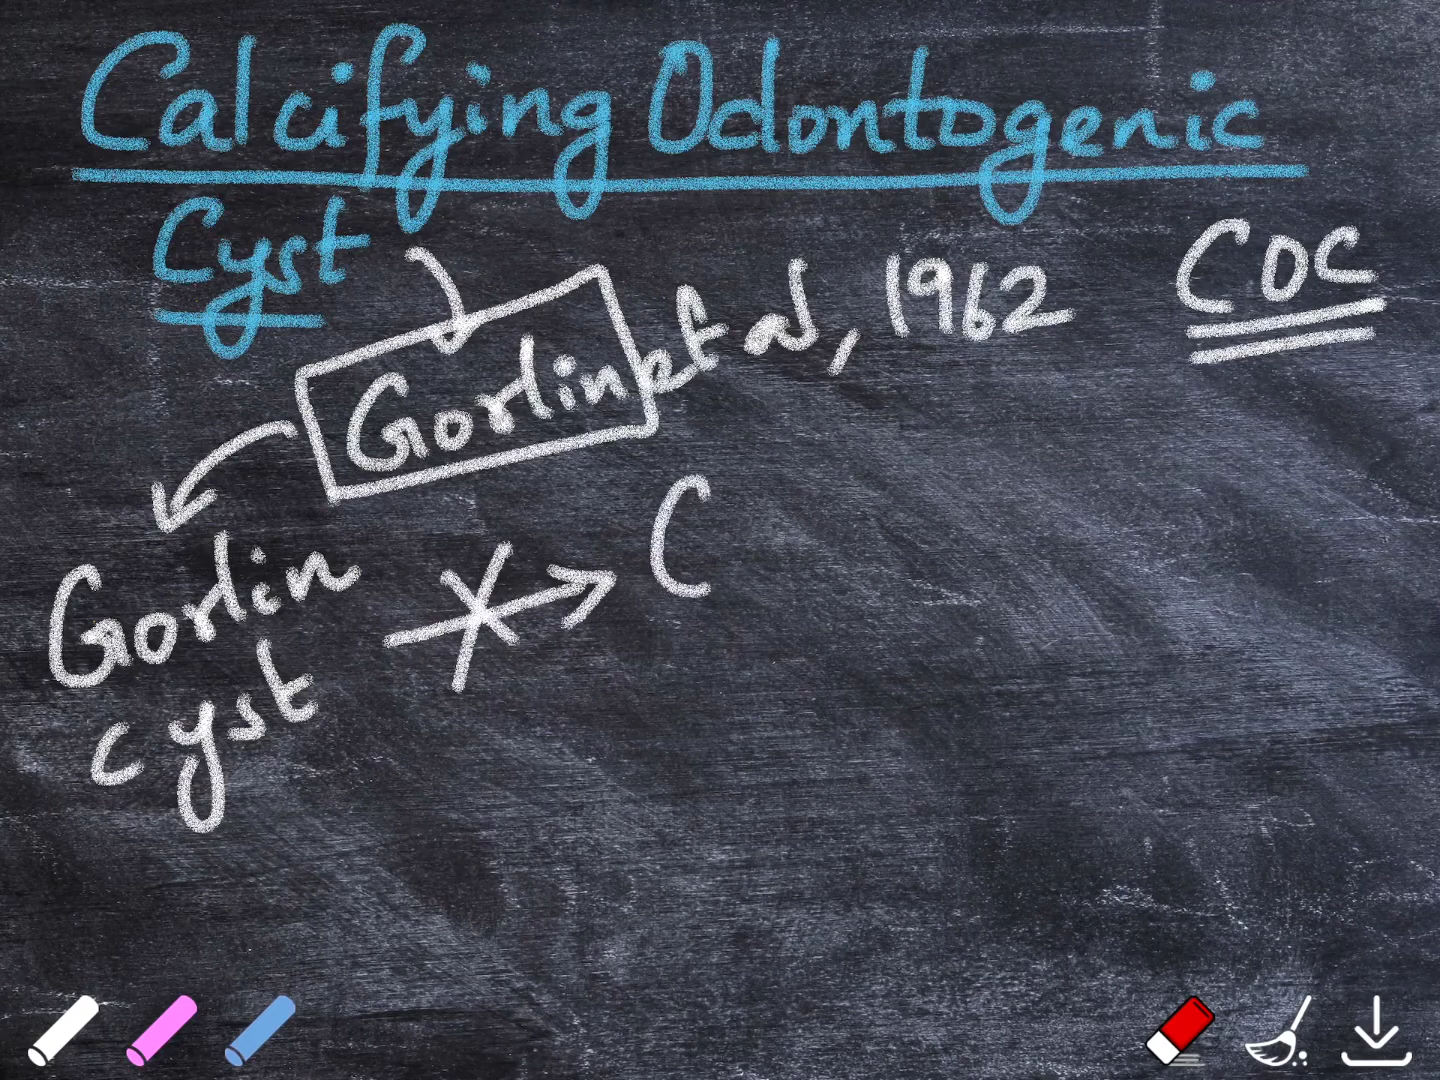 Calcifying Odontogenic
Cyst
COC
Gorlin et al, 1962
Gorlin
cyst
C